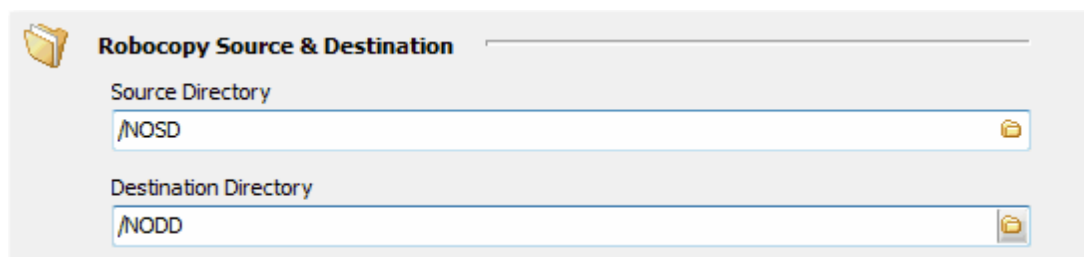 Robocopy Source & Destination
Source Directory
/NOSD
Destination Directory
/NODD